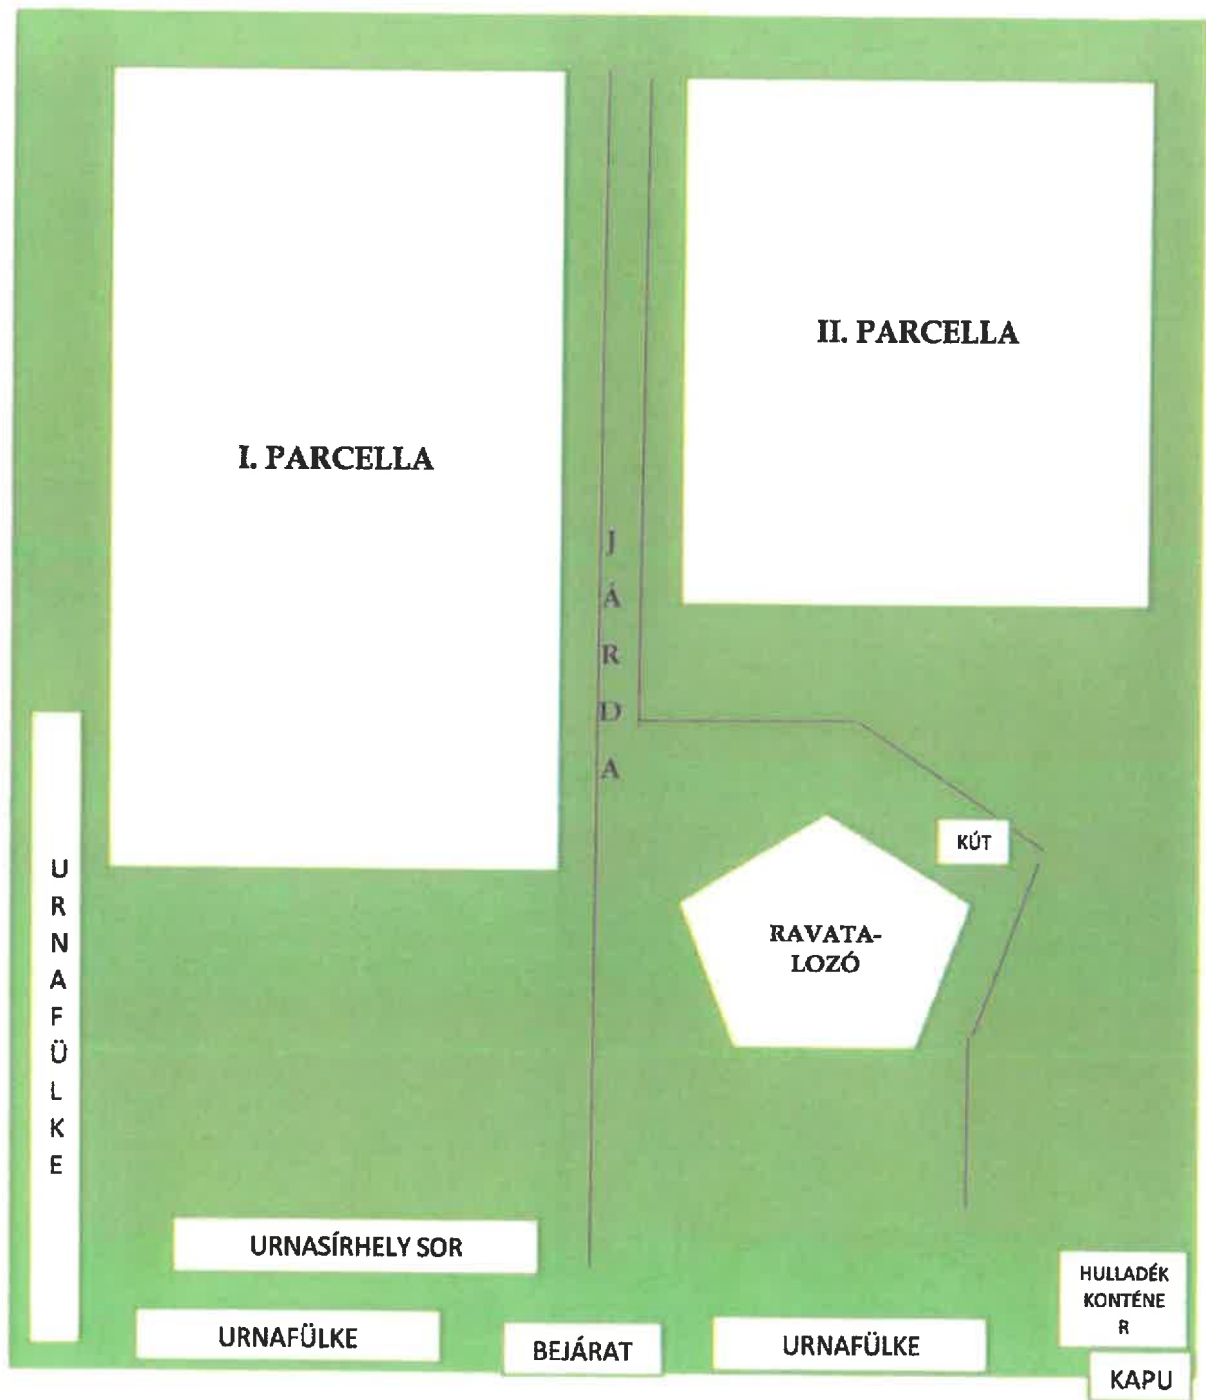 II. PARCELLA
I. PARCELLA
J
Á
R
D
A
KÚT
U
R
N
A
F
Ü
L
K
E
RAVATA-
LOZÓ
URNASÍRHELY SOR
HULLADÉK
KONTÉNE
R
URNAFÜLKE
BEJÁRAT
URNAFÜLKE
KAPU